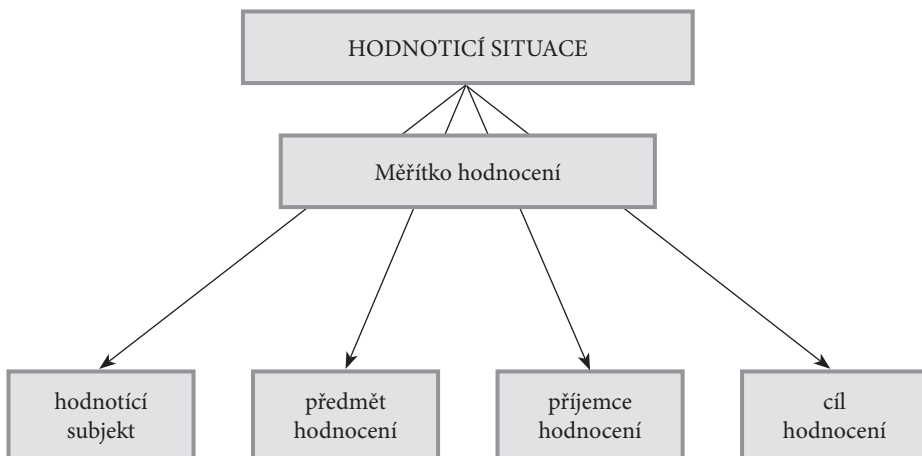 HODNOTICÍ SITUACE
Měřítko hodnocení
hodnotící
subjekt
předmět
hodnocení
příjemce
hodnocení
cíl
hodnocení